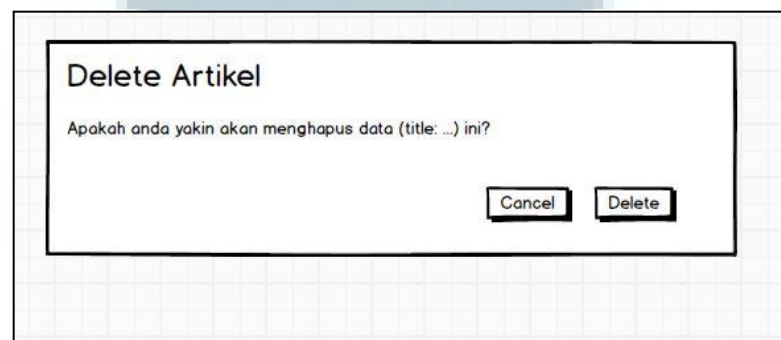 Delete Artikel
Apakah anda yakin akan menghapus data (title: ...) ini?
Cancel Delete